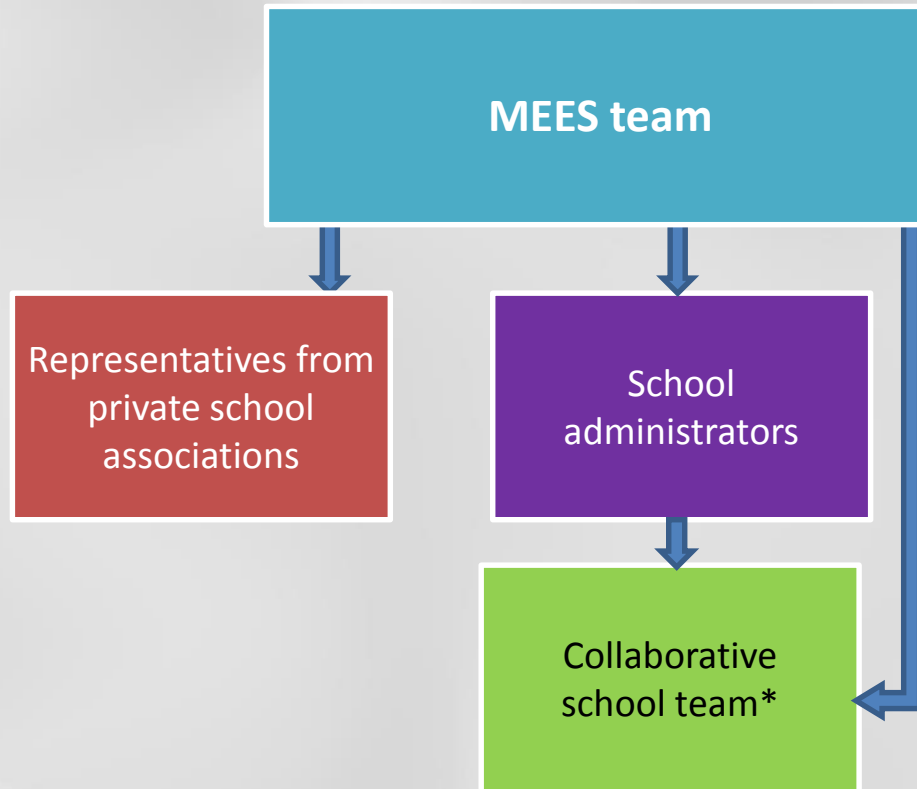 MEES team
Representatives from
private school
associations
School
administrators
Collaborative
school team*